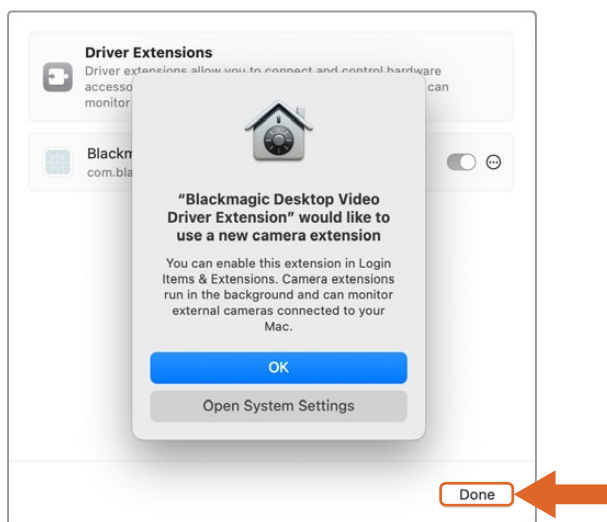 Driver Extensions
Driver extensions allow you to connect and control hardware
accesso
can
monitor
Blackm
com.bla
“Blackmagic Desktop Video
Driver Extension” would like to
use a new camera extension
You can enable this extension in Login
Items & Extensions. Camera extensions
run in the background and can monitor
external cameras connected to your
Mac.
OK
Open System Settings
Done